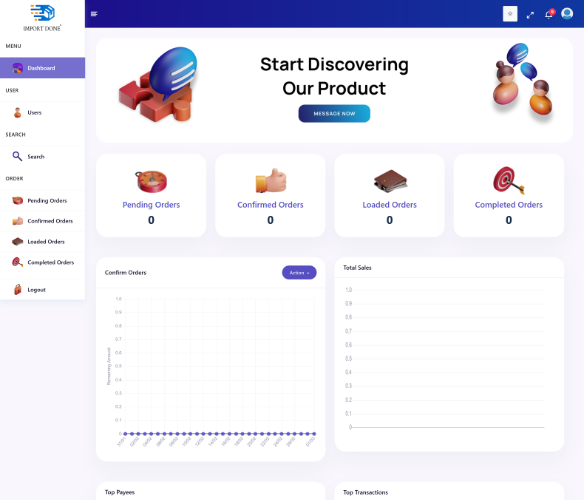 IMPORT DONE
MENU
Dashboard
USER
Users
SEARCH
Search
ORDER
Pending Orders
Confirmed Orders
Loaded Orders
Completed Orders
Logout
Start Discovering
Our Product
MESSAGE NOW
Pending Orders
0
Confirmed Orders
0
Loaded Orders
0
Completed Orders
0
Confirm Orders
Action
Remaining Amount
1.0
0.9
0.8
0.7
0.6
0.5
0.4
0.3
0.2
0.1
0
Total Sales
1.0
0.9
0.8
0.7
0.6
0.5
0.4
0.3
0.2
0.1
0
Top Payees
Top Transactions